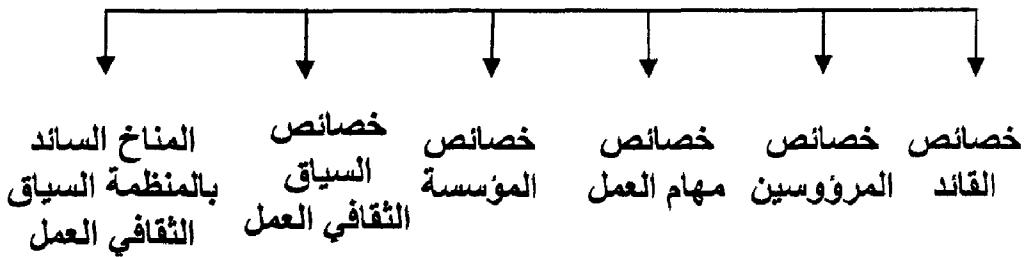 خصائص
القائد
خصائص
المرؤوسين
خصائص
مهام العمل
خصائص
المؤسسة
خصائص
السياق
الثقافي العمل
المناخ السائد
بالمنظمة السياق
الثقافي العمل